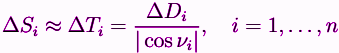 ΔS_i ≈ ΔT_i = ΔD_i / |cos ν_i|, i = 1, . . . , n